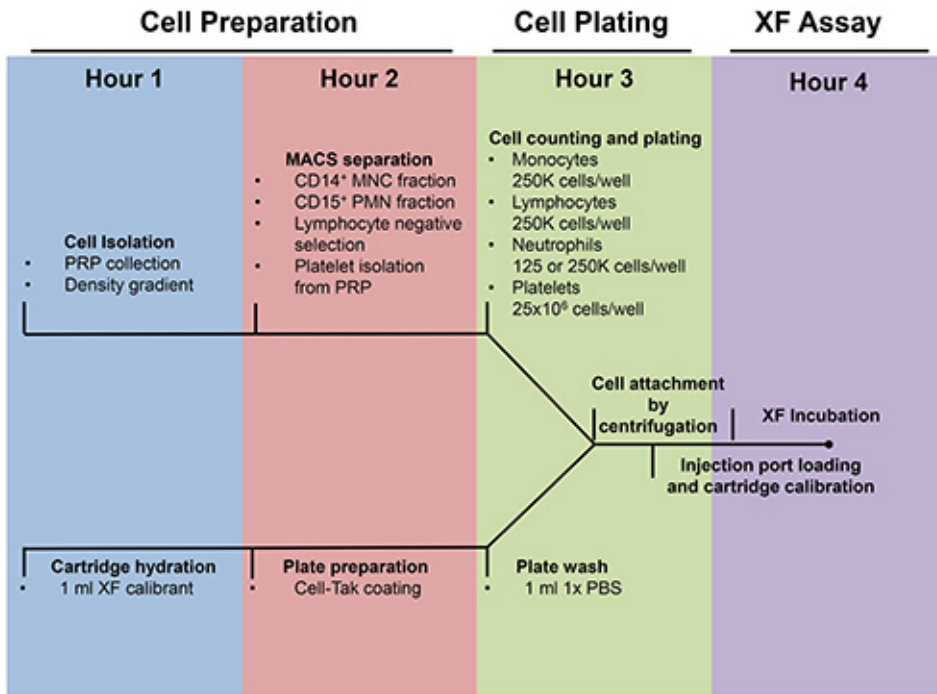 Cell Preparation
Cell Plating
XF Assay
Hour 1
Hour 2
Hour 3
Hour 4
Cell Isolation
• PRP collection
• Density gradient
MACS separation
• CD14⁺ MNC fraction
• CD15⁺ PMN fraction
• Lymphocyte negative
selection
• Platelet isolation
from PRP
Cell counting and plating
• Monocytes
250K cells/well
• Lymphocytes
250K cells/well
• Neutrophils
125 or 250K cells/well
• Platelets
25x10⁶ cells/well
Cell attachment
by
centrifugation
XF Incubation
Injection port loading
and cartridge calibration
Cartridge hydration
• 1 ml XF calibrant
Plate preparation
• Cell-Tak coating
Plate wash
• 1 ml 1x PBS